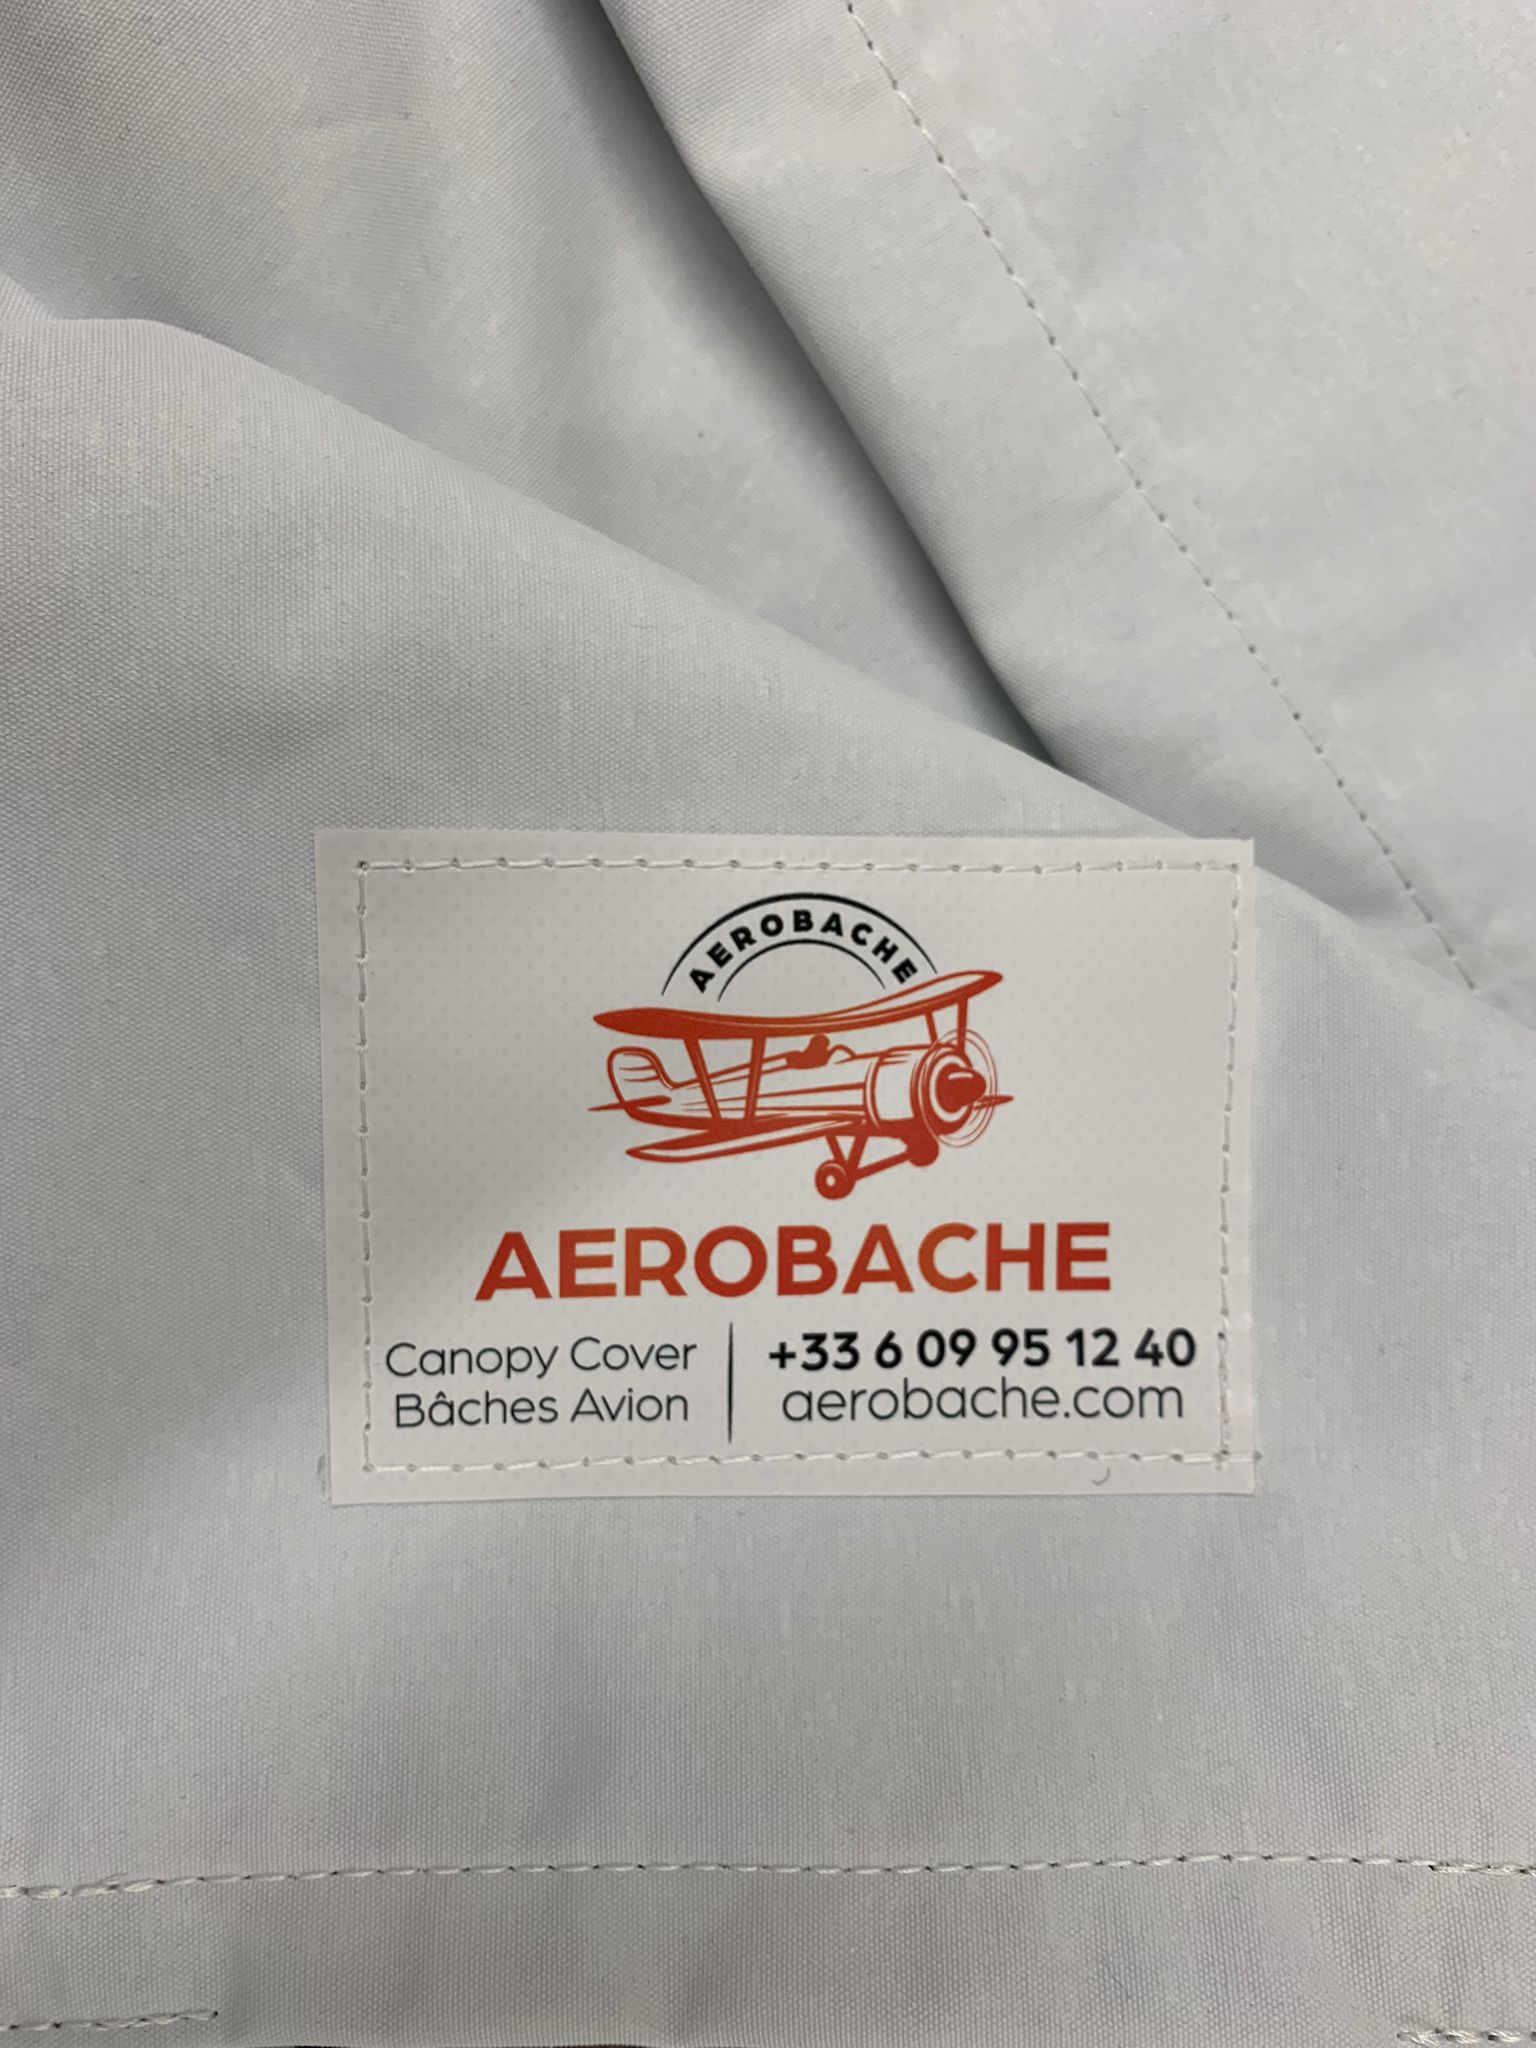 AEROBACHE
AEROBACHE
Canopy Cover
Bâches Avion
+33 6 09 95 12 40
aerobache.com